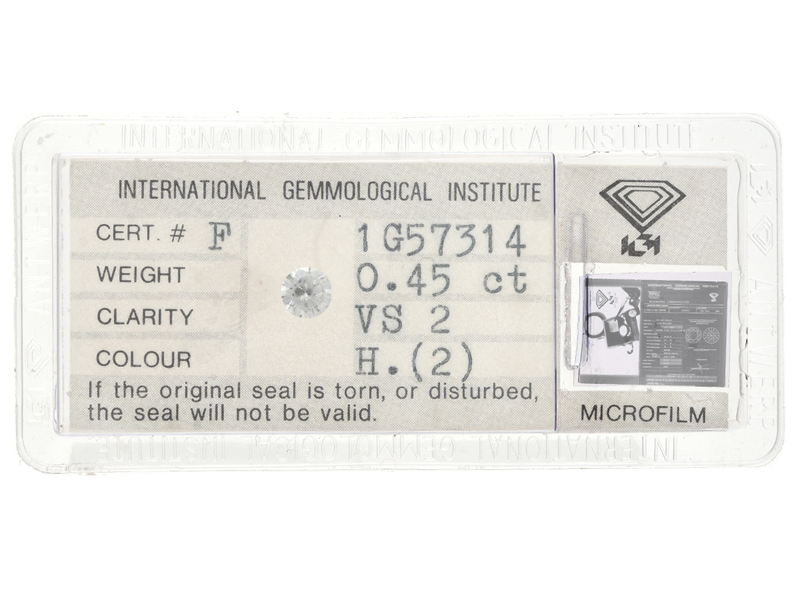 INTERNATIONAL GEMMOLOGICAL INSTITUTE
INTERNATIONAL GEMMOLOGICAL INSTITUTE
CERT. # F 1G57314
WEIGHT 0.45 ct
CLARITY VS 2
COLOUR H.(2)
If the original seal is torn, or disturbed,
the seal will not be valid.
MICROFILM
INTERNATIONAL GEMMOLOGICAL INSTITUTE
ANTWERP